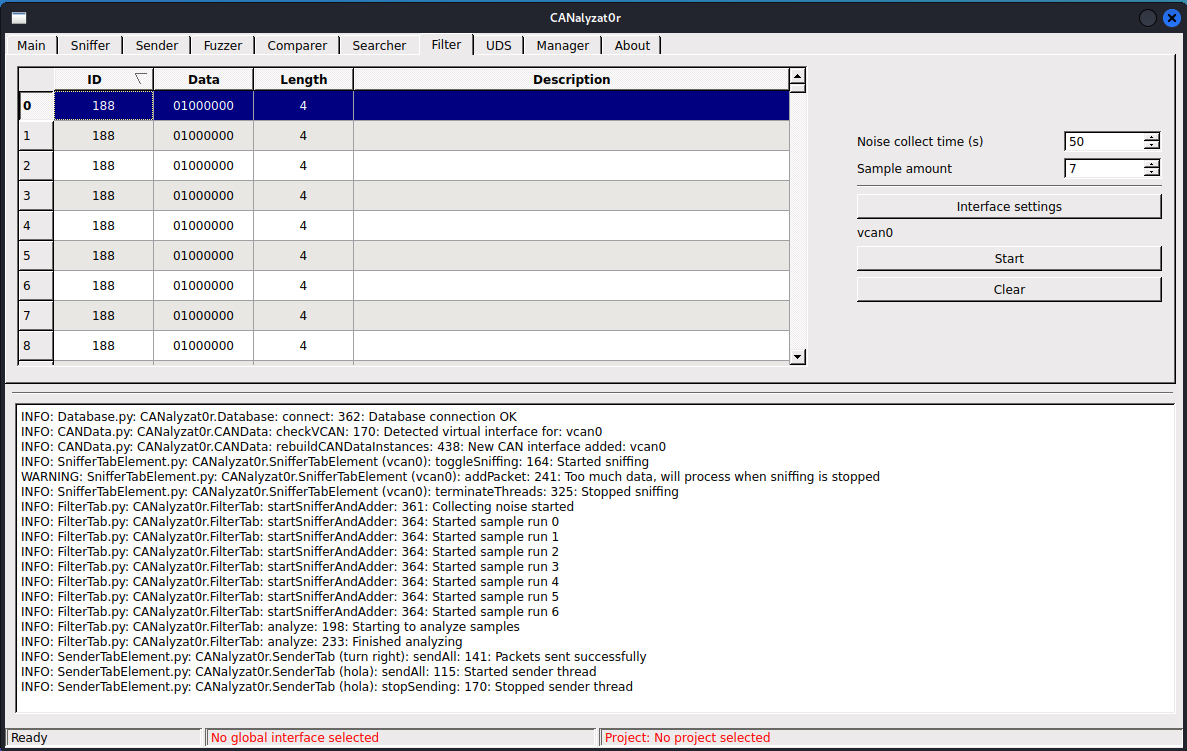 CANalyzat0r
Main Sniffer Sender Fuzzer Comparer Searcher Filter UDS Manager About
ID Data Length Description
0 188 01000000 4
1 188 01000000 4
2 188 01000000 4
3 188 01000000 4
4 188 01000000 4
5 188 01000000 4
6 188 01000000 4
7 188 01000000 4
8 188 01000000 4
Noise collect time (s) 50
Sample amount 7
Interface settings
vcan0
Start
Clear
INFO: Database.py: CANalyzat0r.Database: connect: 362: Database connection OK
INFO: CANData.py: CANalyzat0r.CANData: checkVCAN: 170: Detected virtual interface for: vcan0
INFO: CANData.py: CANalyzat0r.CANData: rebuildCANDataInstances: 438: New CAN interface added: vcan0
INFO: SnifferTabElement.py: CANalyzat0r.SnifferTabElement (vcan0): toggleSniffing: 164: Started sniffing
WARNING: SnifferTabElement.py: CANalyzat0r.SnifferTabElement (vcan0): addPacket: 241: Too much data, will process when sniffing is stopped
INFO: SnifferTabElement.py: CANalyzat0r.SnifferTabElement (vcan0): terminateThreads: 325: Stopped sniffing
INFO: FilterTab.py: CANalyzat0r.FilterTab: startSnifferAndAdder: 361: Collecting noise started
INFO: FilterTab.py: CANalyzat0r.FilterTab: startSnifferAndAdder: 364: Started sample run 0
INFO: FilterTab.py: CANalyzat0r.FilterTab: startSnifferAndAdder: 364: Started sample run 1
INFO: FilterTab.py: CANalyzat0r.FilterTab: startSnifferAndAdder: 364: Started sample run 2
INFO: FilterTab.py: CANalyzat0r.FilterTab: startSnifferAndAdder: 364: Started sample run 3
INFO: FilterTab.py: CANalyzat0r.FilterTab: startSnifferAndAdder: 364: Started sample run 4
INFO: FilterTab.py: CANalyzat0r.FilterTab: startSnifferAndAdder: 364: Started sample run 5
INFO: FilterTab.py: CANalyzat0r.FilterTab: startSnifferAndAdder: 364: Started sample run 6
INFO: FilterTab.py: CANalyzat0r.FilterTab: analyze: 198: Starting to analyze samples
INFO: FilterTab.py: CANalyzat0r.FilterTab: analyze: 233: Finished analyzing
INFO: SenderTabElement.py: CANalyzat0r.SenderTab (turn right): sendAll: 141: Packets sent successfully
INFO: SenderTabElement.py: CANalyzat0r.SenderTab (hola): sendAll: 115: Started sender thread
INFO: SenderTabElement.py: CANalyzat0r.SenderTab (hola): stopSending: 170: Stopped sender thread
Ready No global interface selected Project: No project selected